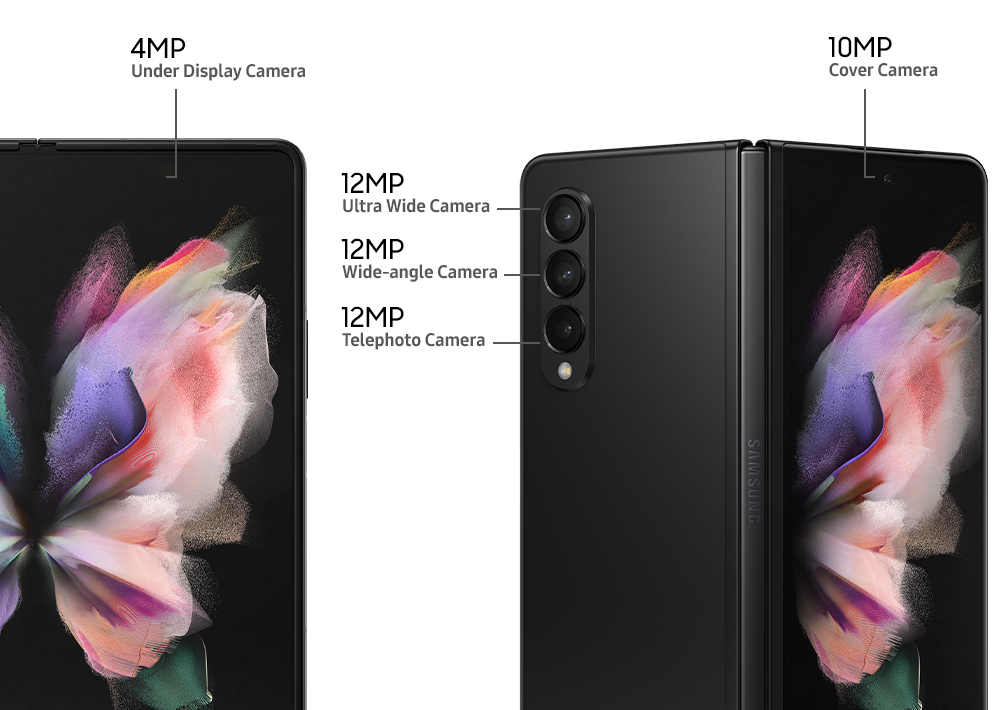 4MP
Under Display Camera
10MP
Cover Camera
12MP
Ultra Wide Camera
12MP
Wide-angle Camera
12MP
Telephoto Camera
SAMSUNG